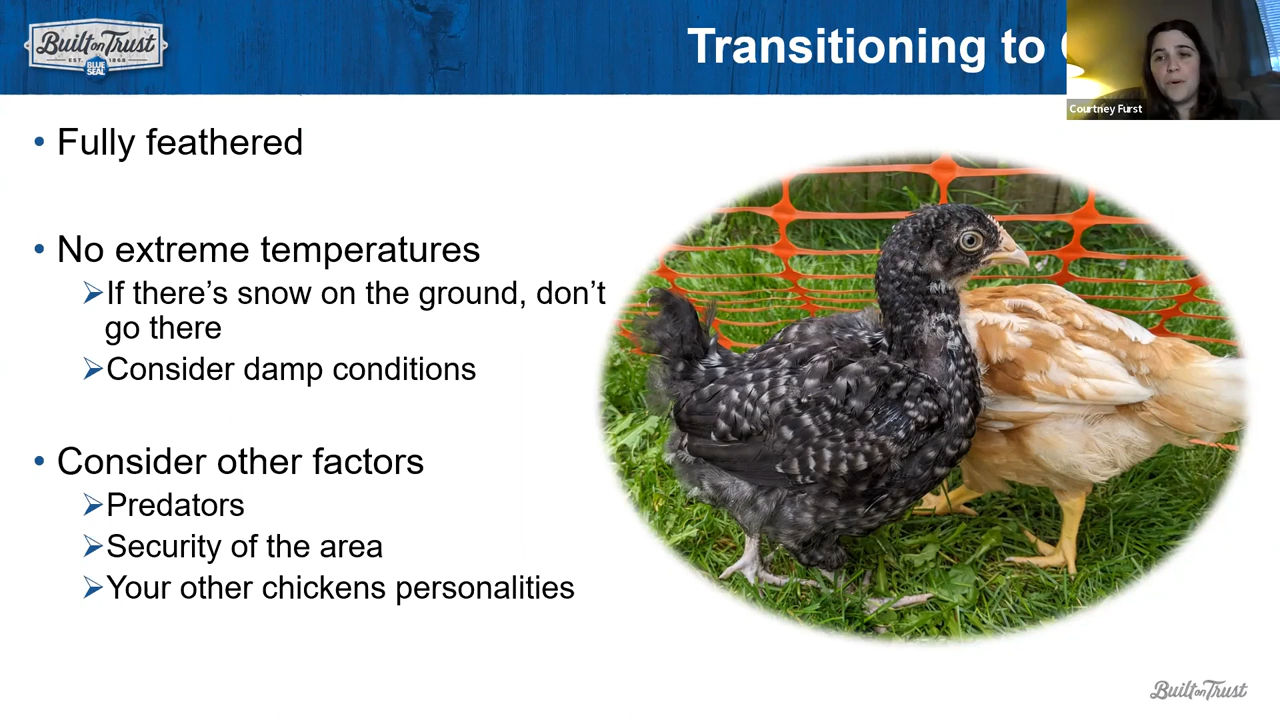 Built on Trust
EST. 1868
BLUE SEAL
Transitioning to
Courtney Furst
• Fully feathered
• No extreme temperatures
➢If there’s snow on the ground, don’t
go there
➢Consider damp conditions
• Consider other factors
➢Predators
➢Security of the area
➢Your other chickens personalities
Built on Trust